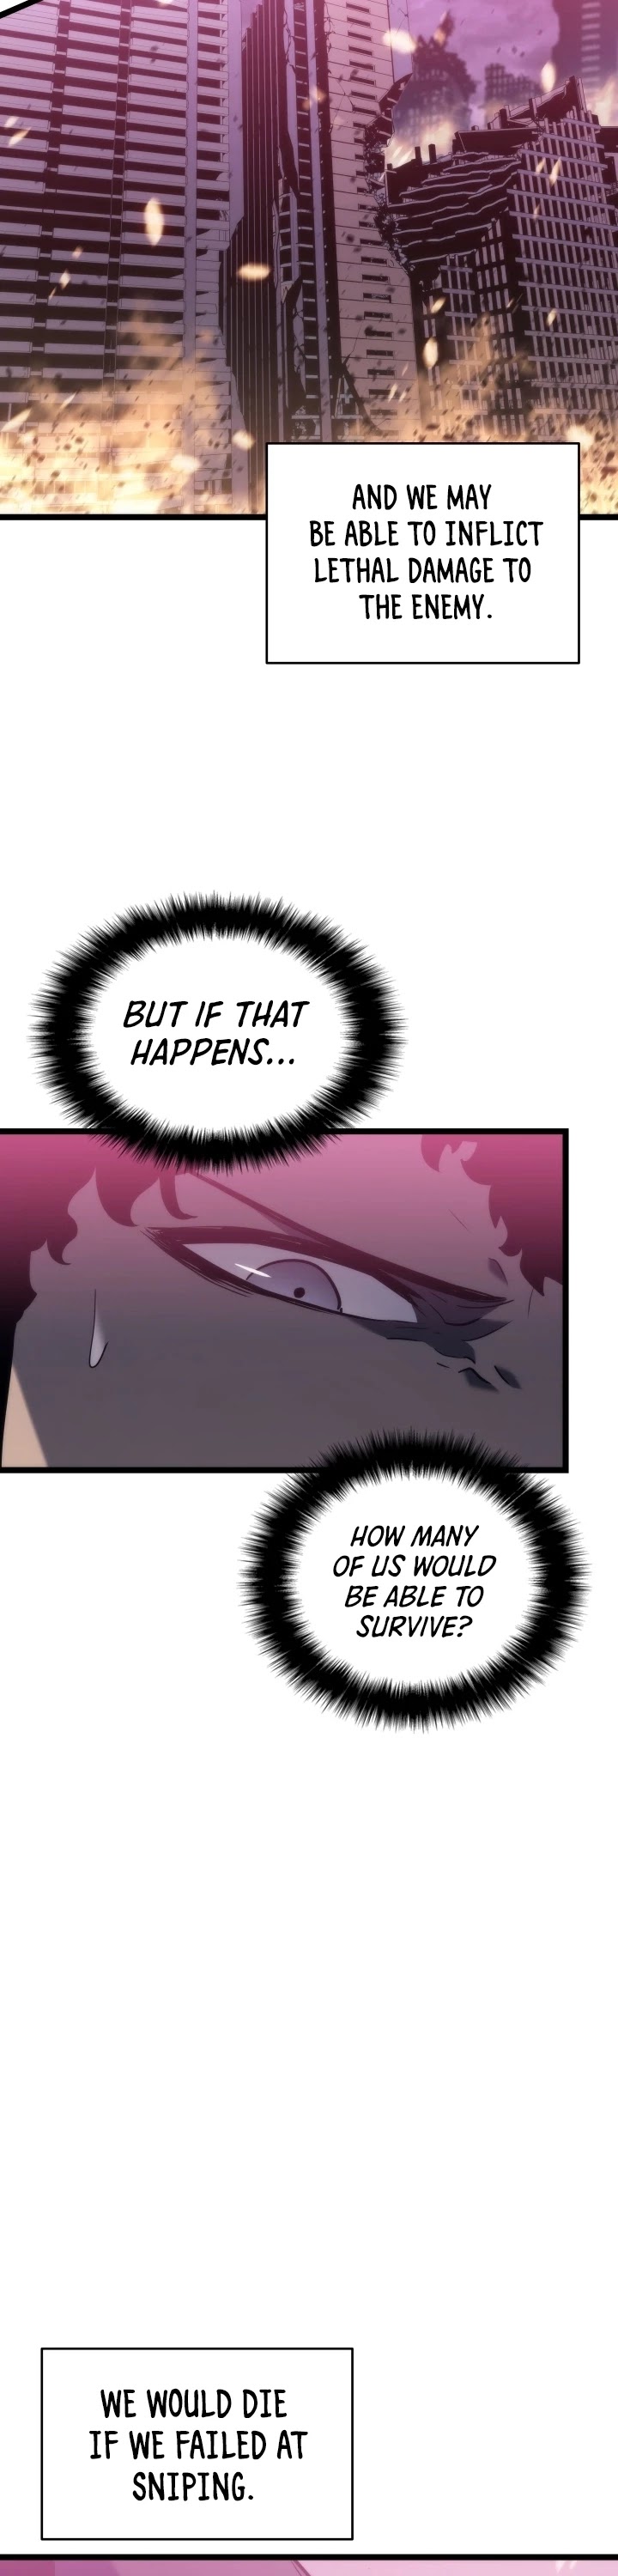 AND WE MAY
BE ABLE TO INFLICT
LETHAL DAMAGE TO
THE ENEMY.
BUT IF THAT
HAPPENS...
HOW MANY
OF US WOULD
BE ABLE TO
SURVIVE?
WE WOULD DIE
IF WE FAILED AT
SNIPING.